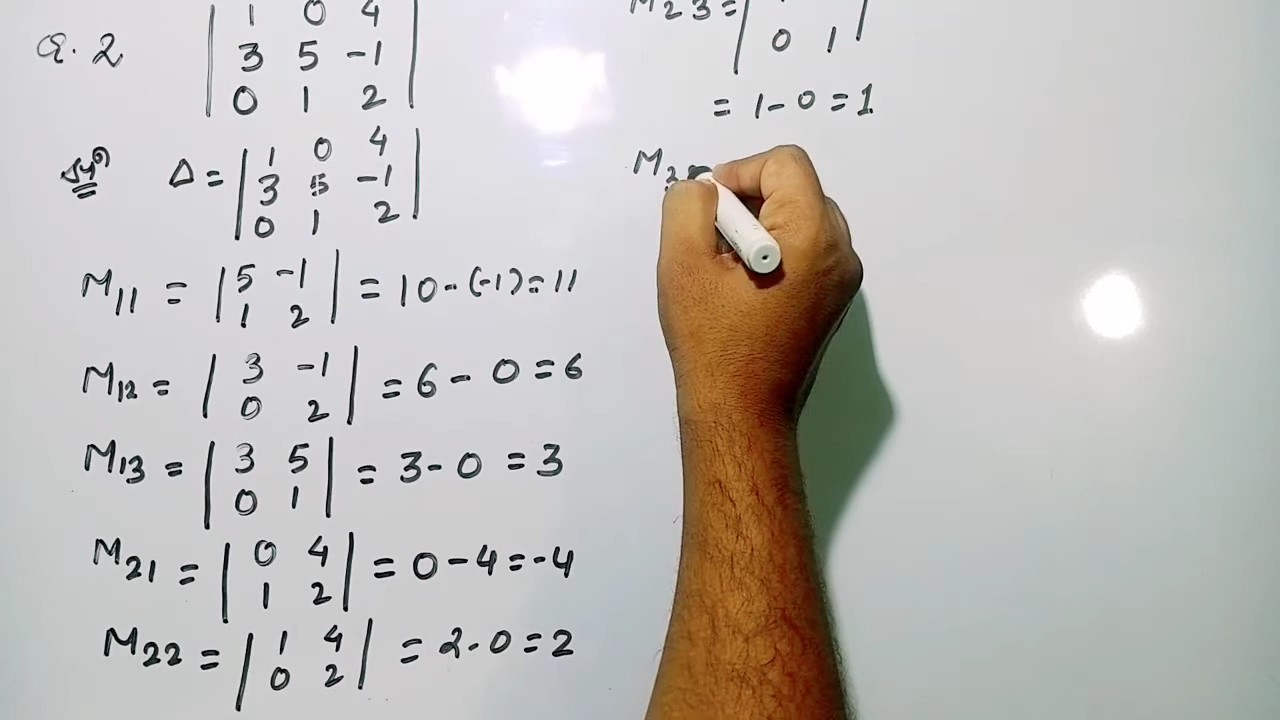 Q. 2
| 1 0 4 |
| 3 5 -1 |
| 0 1 2 |
Solⁿ
Δ = | 1 0 4 |
| 3 5 -1 |
| 0 1 2 |
M₁₁ = | 5 -1 | = 10 - (-1) = 11
| 1 2 |
M₁₂ = | 3 -1 | = 6 - 0 = 6
| 0 2 |
M₁₃ = | 3 5 | = 3 - 0 = 3
| 0 1 |
M₂₁ = | 0 4 | = 0 - 4 = -4
| 1 2 |
M₂₂ = | 1 4 | = 2 - 0 = 2
| 0 2 |
M₂₃ = |
| 0 1 |
= 1 - 0 = 1
M